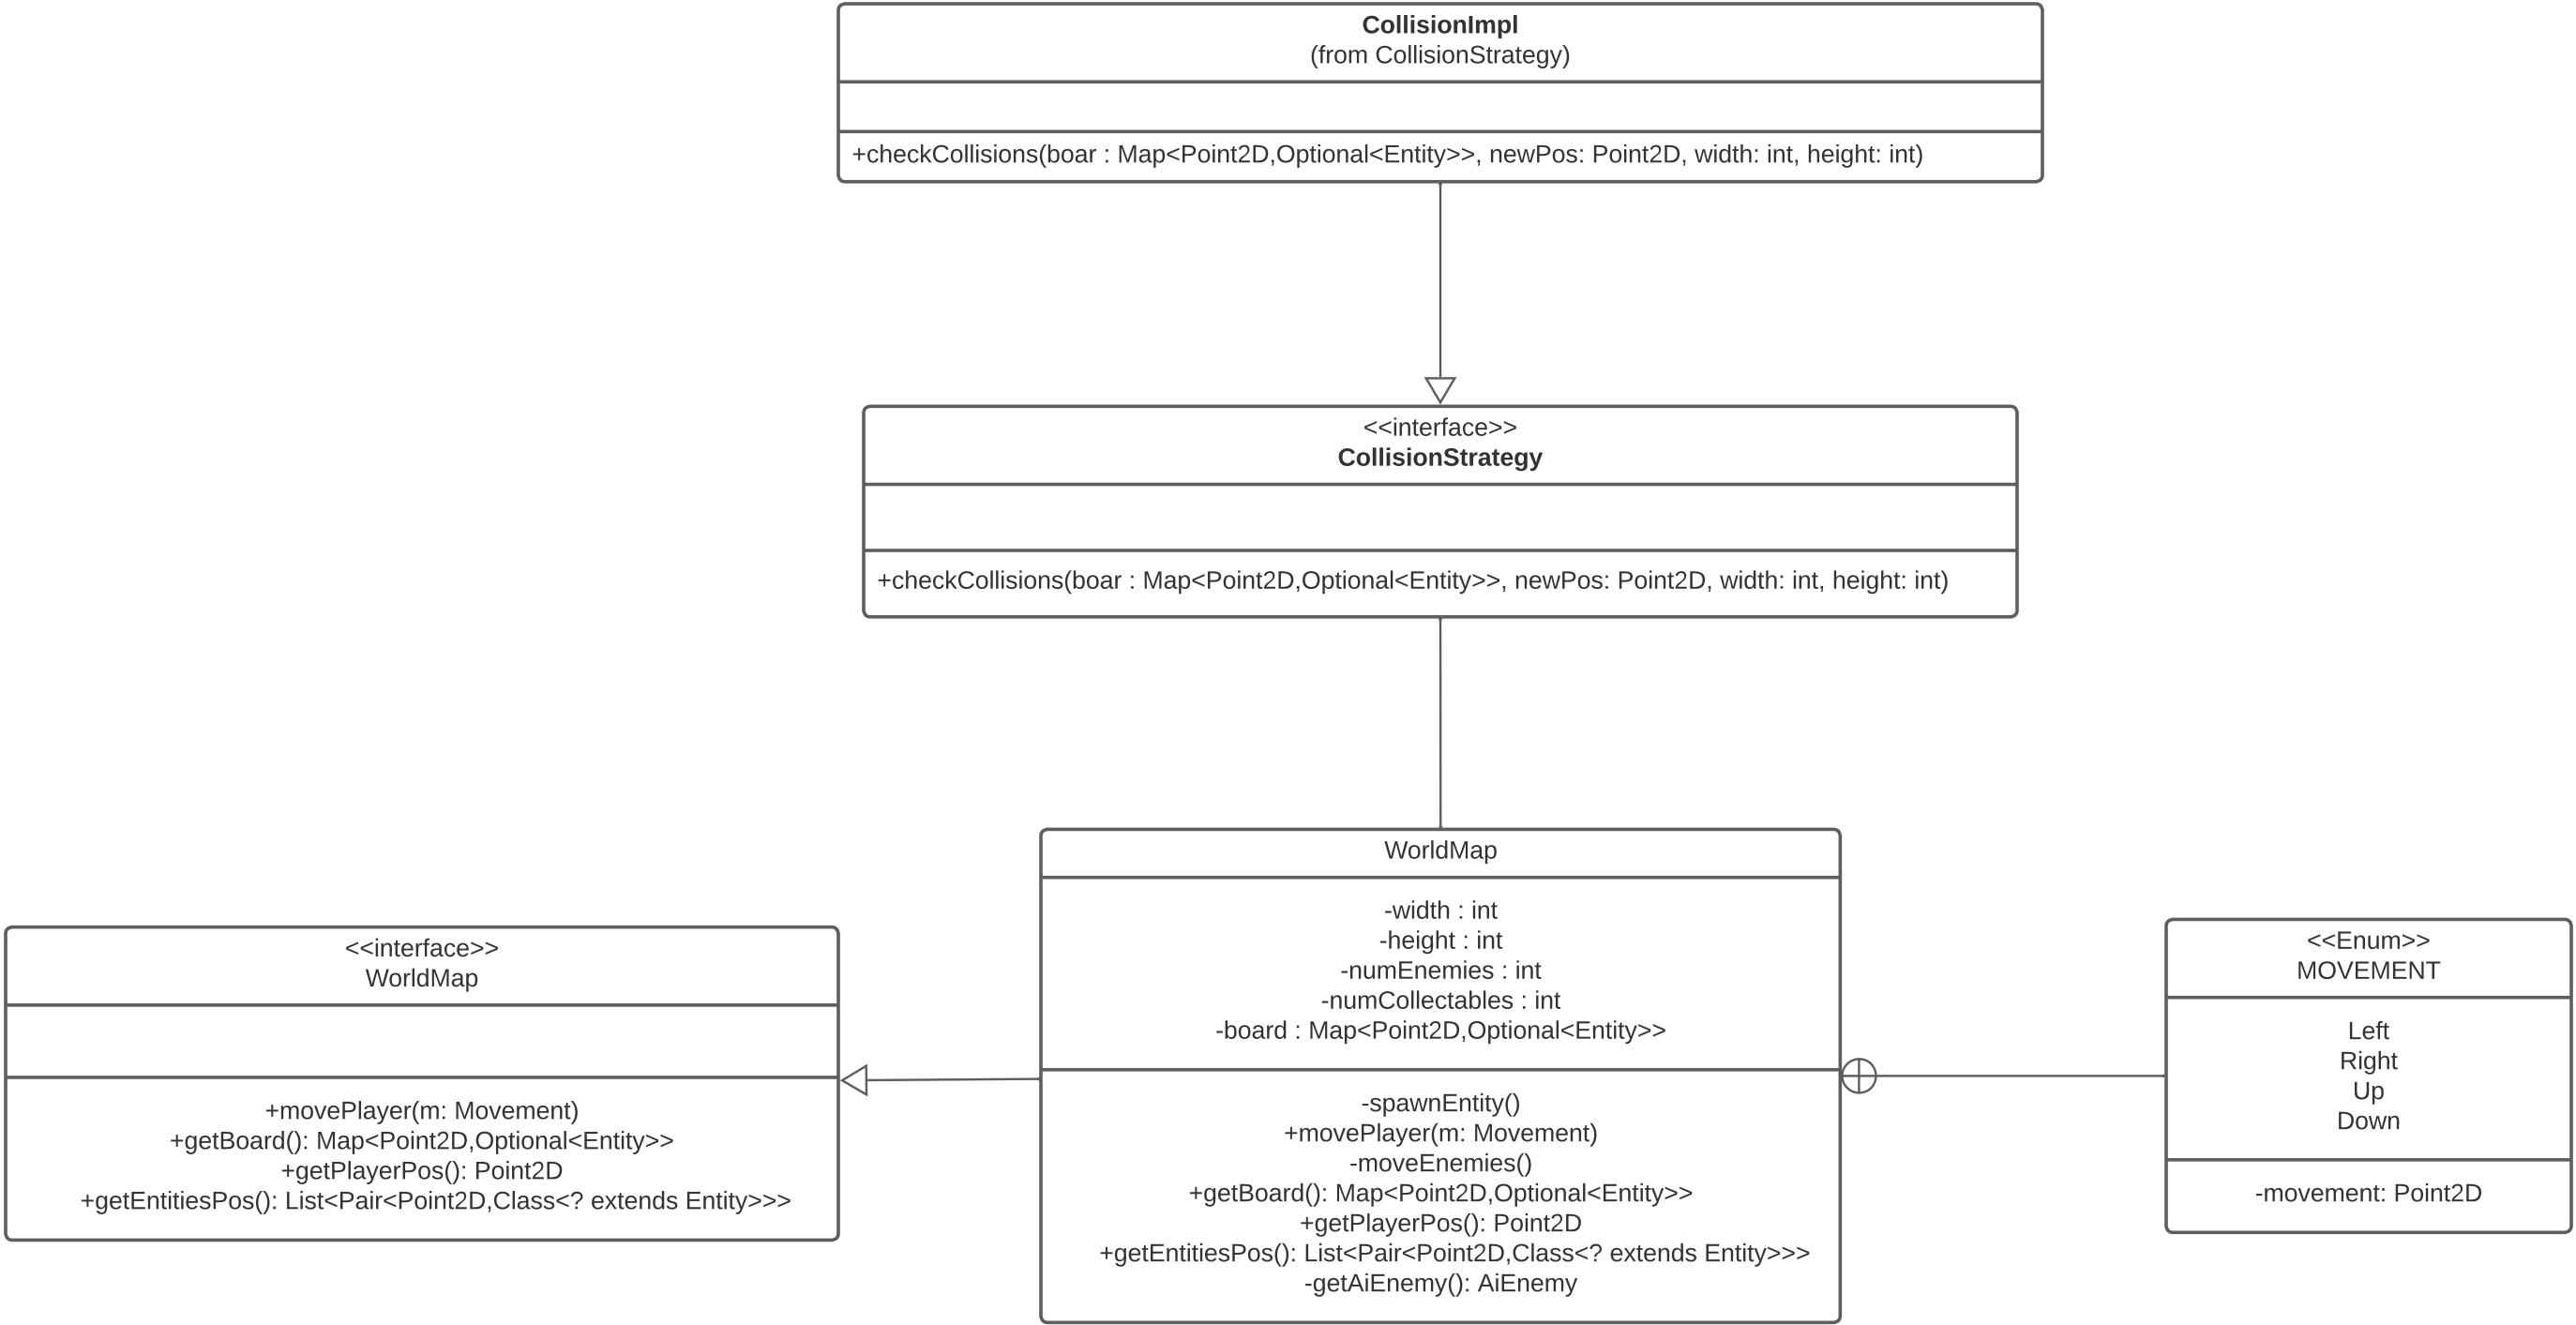 CollisionImpl
(from CollisionStrategy)
+checkCollisions(boar : Map<Point2D,Optional<Entity>>, newPos: Point2D, width: int, height: int)
<<interface>>
CollisionStrategy
+checkCollisions(boar : Map<Point2D,Optional<Entity>>, newPos: Point2D, width: int, height: int)
<<interface>>
WorldMap
+movePlayer(m: Movement)
+getBoard(): Map<Point2D,Optional<Entity>>
+getPlayerPos(): Point2D
+getEntitiesPos(): List<Pair<Point2D,Class<? extends Entity>>>
WorldMap
-width : int
-height : int
-numEnemies : int
-numCollectables : int
-board : Map<Point2D,Optional<Entity>>
-spawnEntity()
+movePlayer(m: Movement)
-moveEnemies()
+getBoard(): Map<Point2D,Optional<Entity>>
+getPlayerPos(): Point2D
+getEntitiesPos(): List<Pair<Point2D,Class<? extends Entity>>>
-getAiEnemy(): AiEnemy
<<Enum>>
MOVEMENT
Left
Right
Up
Down
-movement: Point2D